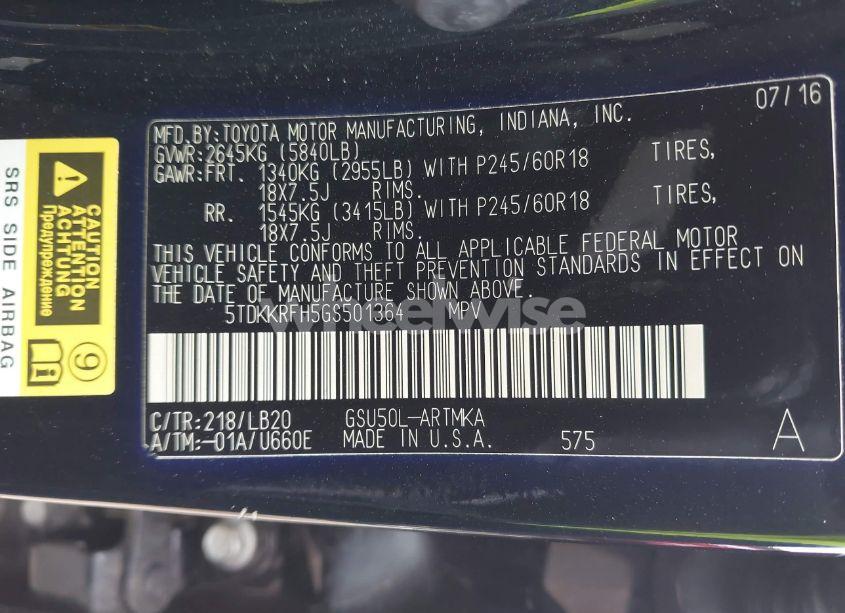 07/16
MFD.BY:TOYOTA MOTOR MANUFACTURING, INDIANA, INC.
GVWR:2645KG (5840LB)
GAWR:FRT. 1340KG (2955LB) WITH P245/60R18 TIRES,
18X7.5J RIMS.
RR. 1545KG (3415LB) WITH P245/60R18 TIRES,
18X7.5J RIMS.
THIS VEHICLE CONFORMS TO ALL APPLICABLE FEDERAL MOTOR
VEHICLE SAFETY AND THEFT PREVENTION STANDARDS IN EFFECT ON
THE DATE OF MANUFACTURE SHOWN ABOVE.
5TDKKRFH5GS501364 MPV
wheelwise
C/TR:218/LB20 GSU50L-ARTMKA
A/TM:-01A/U660E MADE IN U.S.A. 575 A
SRS SIDE AIRBAG
CAUTION
ATTENTION
ACHTUNG
Предупреждение
9